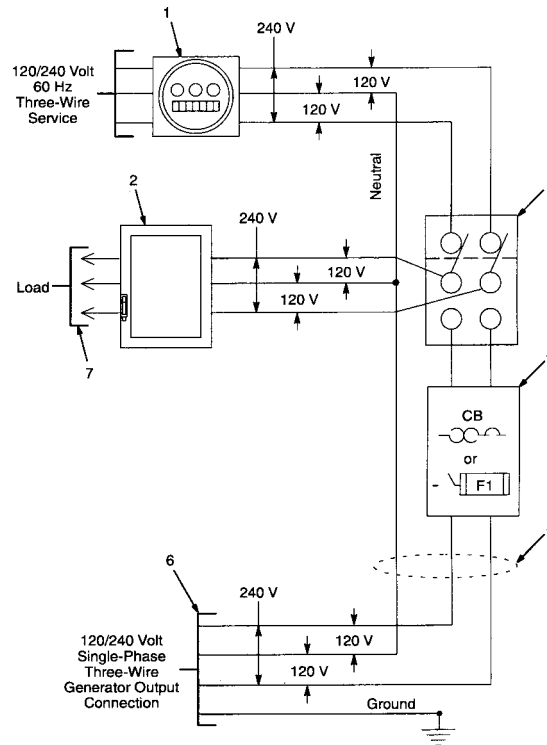 1
240 V
120/240 Volt
60 Hz
Three-Wire
Service
120 V
120 V
Neutral
2
240 V
120 V
Load
120 V
7
CB
or
F1
6
240 V
120/240 Volt
Single-Phase
Three-Wire
Generator Output
Connection
120 V
120 V
Ground